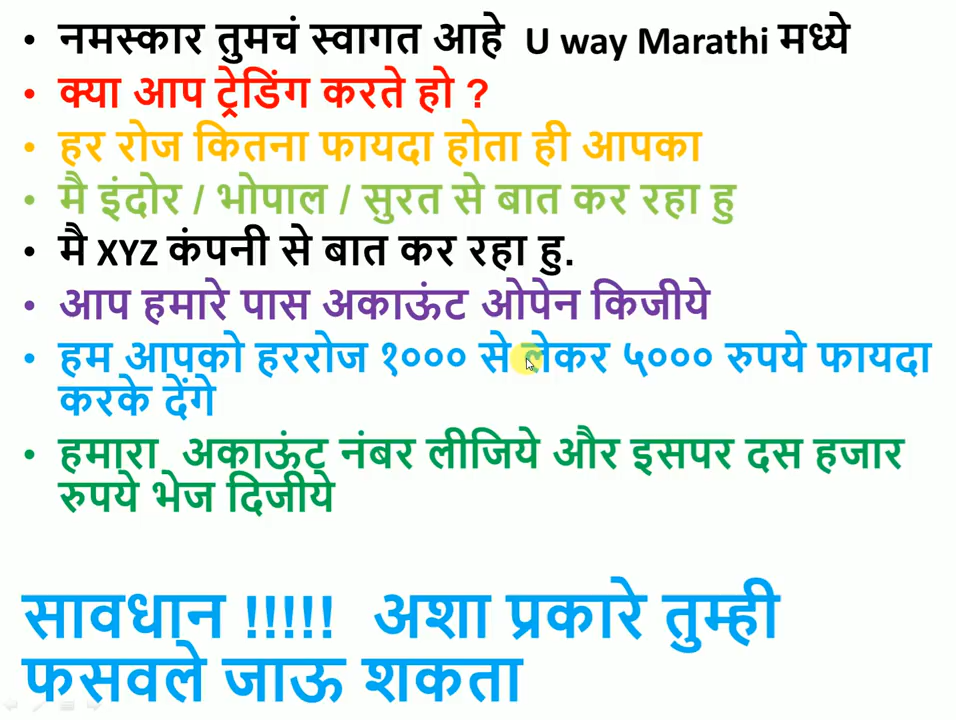 • नमस्कार तुमचं स्वागत आहे U way Marathi मध्ये
• क्या आप ट्रेडिंग करते हो ?
• हर रोज कितना फायदा होता ही आपका
• मै इंदोर / भोपाल / सुरत से बात कर रहा हु
• मै XYZ कंपनी से बात कर रहा हु.
• आप हमारे पास अकाऊंट ओपेन किजीये
• हम आपको हररोज १००० से लेकर ५००० रुपये फायदा
करके देंगे
• हमारा अकाऊंट नंबर लीजिये और इसपर दस हजार
रुपये भेज दिजीये
सावधान !!!!! अशा प्रकारे तुम्ही
फसवले जाऊ शकता